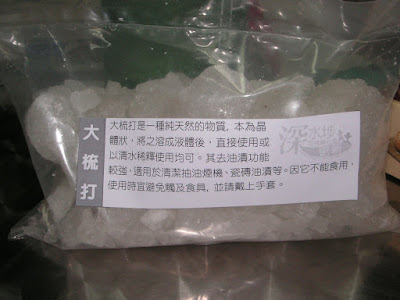 大梳打
大梳打是一種純天然的物質，本為晶
體狀，將之溶成液體後，直接使用或
以清水稀釋使用均可。其去油漬功能
較強，適用於清潔抽油煙機、瓷磚油漬等。因它不能食用，
使用時宜避免觸及食具，並請戴上手套。
深水埗